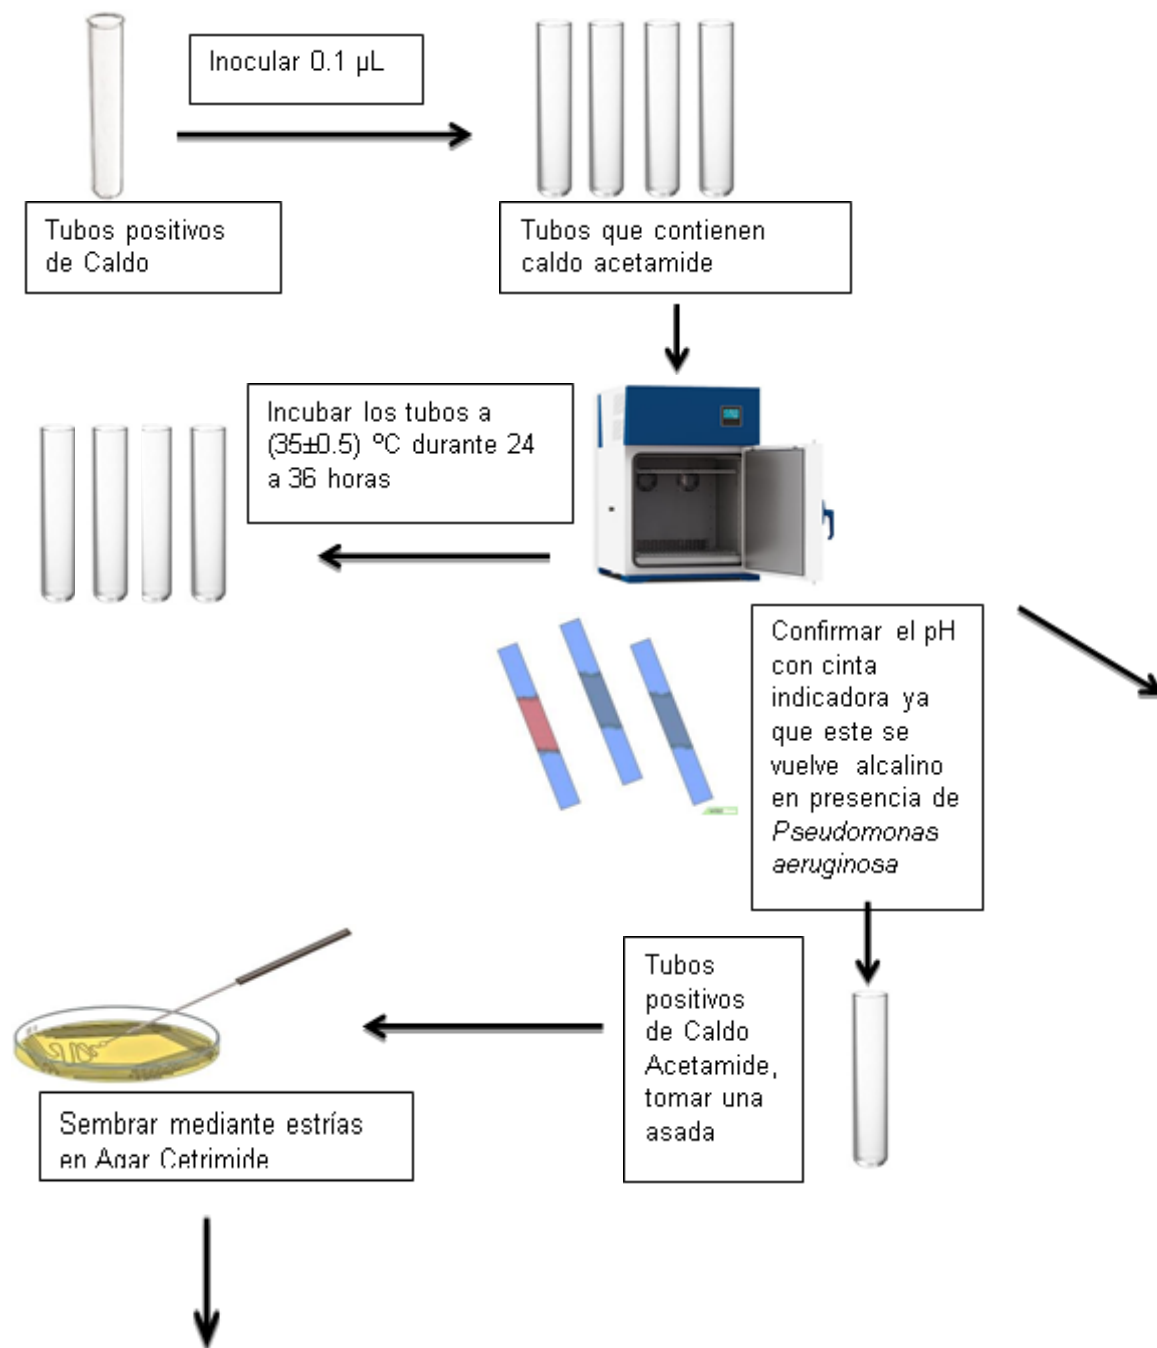 Inocular 0.1 µL
Tubos positivos
de Caldo
Tubos que contienen
caldo acetamide
Incubar los tubos a
(35±0.5) ºC durante 24
a 36 horas
Confirmar el pH
con cinta
indicadora ya
que este se
vuelve alcalino
en presencia de
Pseudomonas
aeruginosa
Tubos
positivos
de Caldo
Acetamide,
tomar una
asada
Sembrar mediante estrías
en Agar Cetrimide